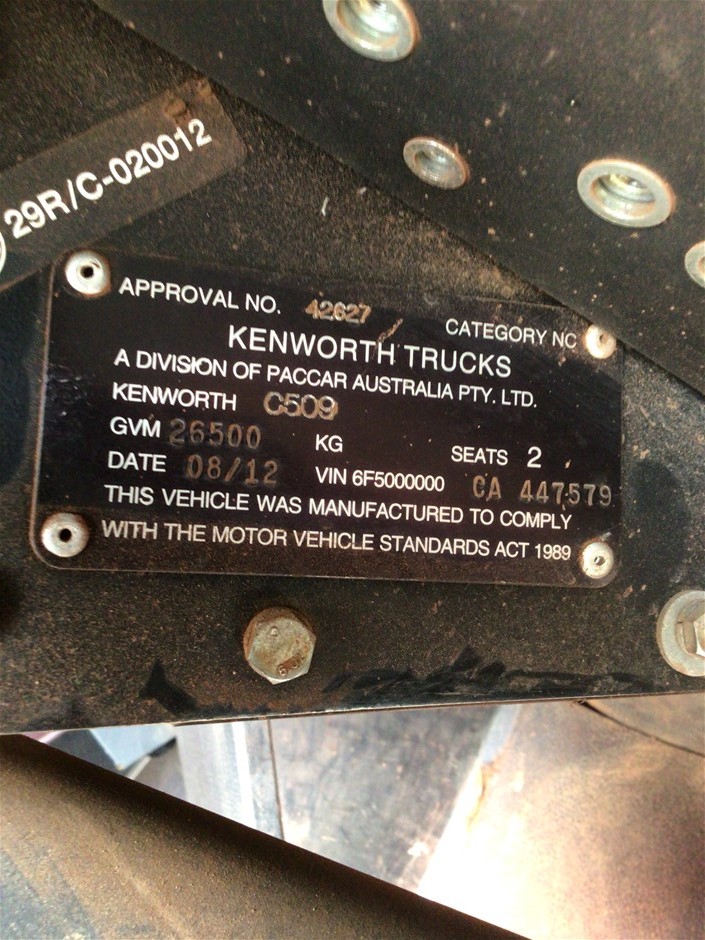 29R/C-020012
APPROVAL NO. 42627 CATEGORY NC
KENWORTH TRUCKS
A DIVISION OF PACCAR AUSTRALIA PTY. LTD.
KENWORTH C509
GVM 26500 KG SEATS 2
DATE 08/12 VIN 6F5000000 CA 447579
THIS VEHICLE WAS MANUFACTURED TO COMPLY
WITH THE MOTOR VEHICLE STANDARDS ACT 1989